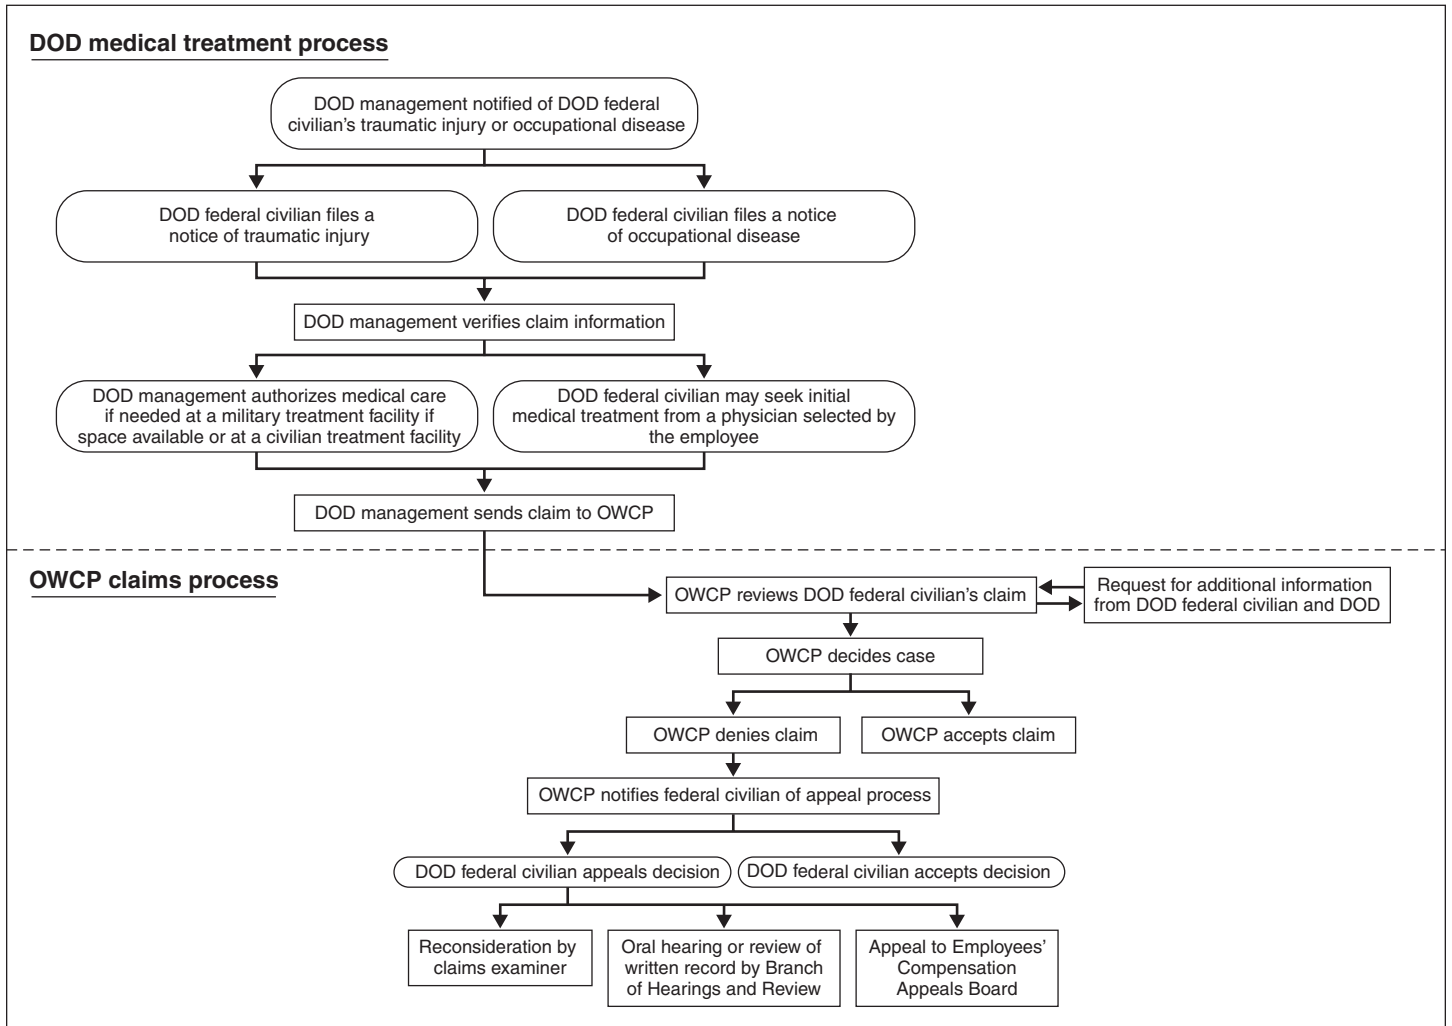 DOD medical treatment process
DOD management notified of DOD federal
civilian’s traumatic injury or occupational disease
DOD federal civilian files a
notice of traumatic injury
DOD federal civilian files a notice
of occupational disease
DOD management verifies claim information
DOD management authorizes medical care
if needed at a military treatment facility if
space available or at a civilian treatment facility
DOD federal civilian may seek initial
medical treatment from a physician selected by
the employee
DOD management sends claim to OWCP
OWCP claims process
OWCP reviews DOD federal civilian’s claim
Request for additional information
from DOD federal civilian and DOD
OWCP decides case
OWCP denies claim
OWCP accepts claim
OWCP notifies federal civilian of appeal process
DOD federal civilian appeals decision
DOD federal civilian accepts decision
Reconsideration by
claims examiner
Oral hearing or review of
written record by Branch
of Hearings and Review
Appeal to Employees’
Compensation
Appeals Board